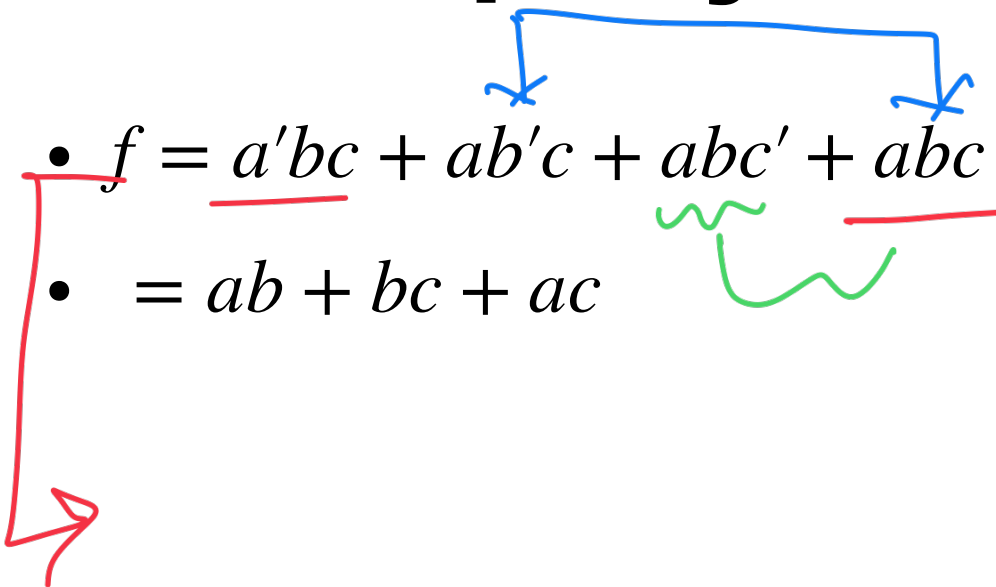 • f = a′bc + ab′c + abc′ + abc
• = ab + bc + ac